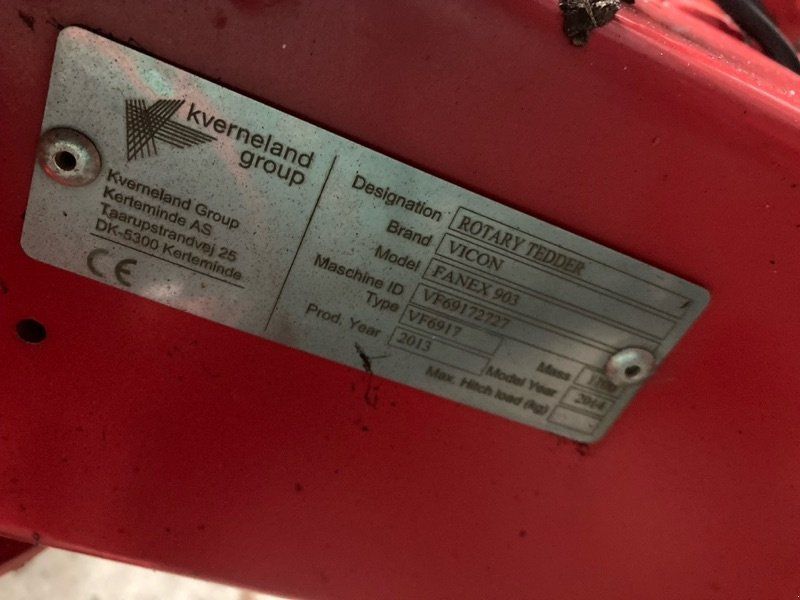 kverneland
group
Kverneland Group
Kerteminde AS
Taarupstrandvej 25
DK-5300 Kerteminde
CE
Designation ROTARY TEDDER
Brand VICON
Model FANEX 903
Maschine ID VF69172727
Type VF6917
Prod. Year 2013
Mass
Model Year 2014
Max. Hitch load (kg)